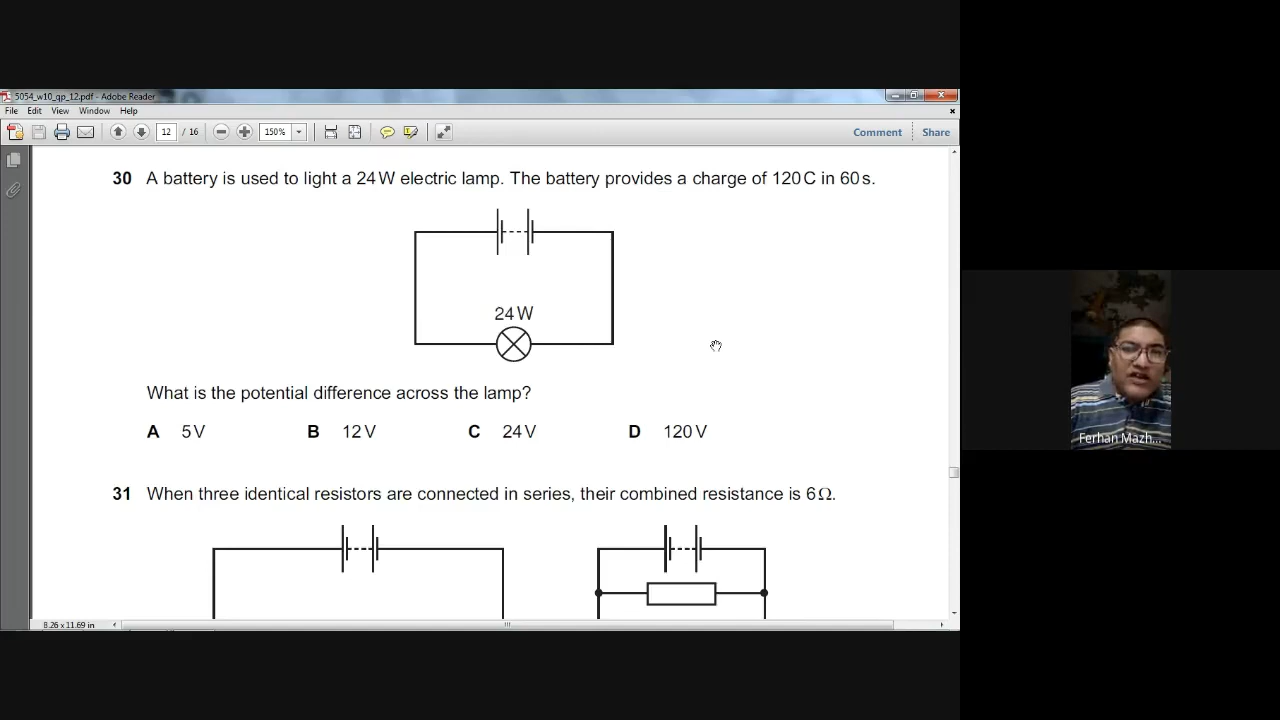 5054_w10_qp_12.pdf - Adobe Reader
File Edit View Window Help
12 / 16 150% Comment Share
30 A battery is used to light a 24 W electric lamp. The battery provides a charge of 120 C in 60 s.
24 W
What is the potential difference across the lamp?
A 5 V B 12 V C 24 V D 120 V
31 When three identical resistors are connected in series, their combined resistance is 6 Ω.
8.26 x 11.69 in
Ferhan Mazh...